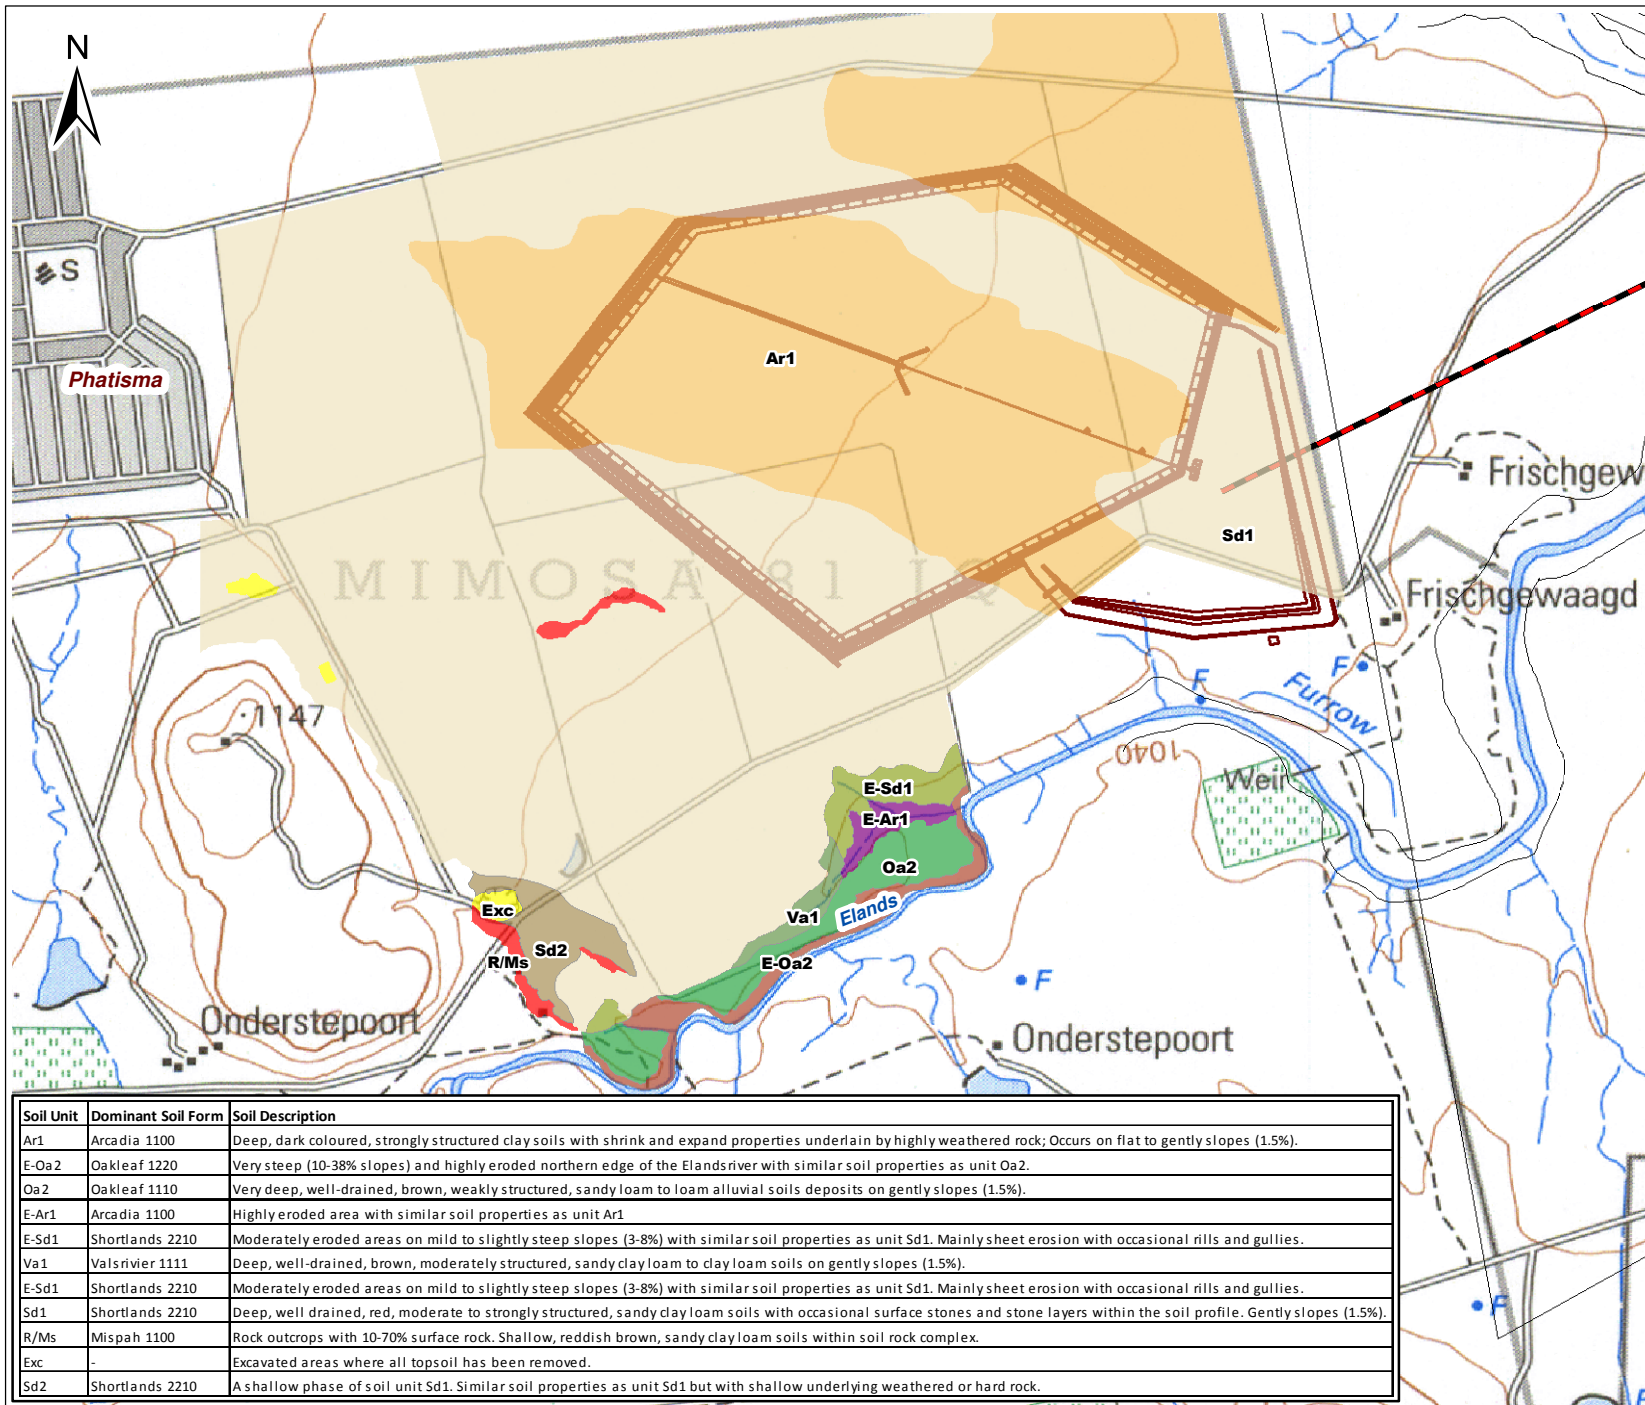 N
S
Phatisma
Ar1
Sd1
Frischgew
MIMOSA 81 IQ
Frischgewaagd
F
F
Furrow
1147
1040
Weir
E-Sd1
E-Ar1
Oa2
Exc
Va1
Elands
Sd2
R/Ms
E-Oa2
F
Onderstepoort
Onderstepoort
Soil Unit Dominant Soil Form Soil Description
Ar1 Arcadia 1100 Deep, dark coloured, strongly structured clay soils with shrink and expand properties underlain by highly weathered rock; Occurs on flat to gently slopes (1.5%).
E-Oa2 Oakleaf 1220 Very steep (10-38% slopes) and highly eroded northern edge of the Elandsriver with similar soil properties as unit Oa2.
Oa2 Oakleaf 1110 Very deep, well-drained, brown, weakly structured, sandy loam to loam alluvial soils deposits on gently slopes (1.5%).
E-Ar1 Arcadia 1100 Highly eroded area with similar soil properties as unit Ar1
E-Sd1 Shortlands 2210 Moderately eroded areas on mild to slightly steep slopes (3-8%) with similar soil properties as unit Sd1. Mainly sheet erosion with occasional rills and gullies.
Va1 Valsrivier 1111 Deep, well-drained, brown, moderately structured, sandy clay loam to clay loam soils on gently slopes (1.5%).
E-Sd1 Shortlands 2210 Moderately eroded areas on mild to slightly steep slopes (3-8%) with similar soil properties as unit Sd1. Mainly sheet erosion with occasional rills and gullies.
Sd1 Shortlands 2210 Deep, well drained, red, moderate to strongly structured, sandy clay loam soils with occasional surface stones and stone layers within the soil profile. Gently slopes (1.5%).
R/Ms Mispah 1100 Rock outcrops with 10-70% surface rock. Shallow, reddish brown, sandy clay loam soils within soil rock complex.
Exc - Excavated areas where all topsoil has been removed.
Sd2 Shortlands 2210 A shallow phase of soil unit Sd1. Similar soil properties as unit Sd1 but with shallow underlying weathered or hard rock.
F
F